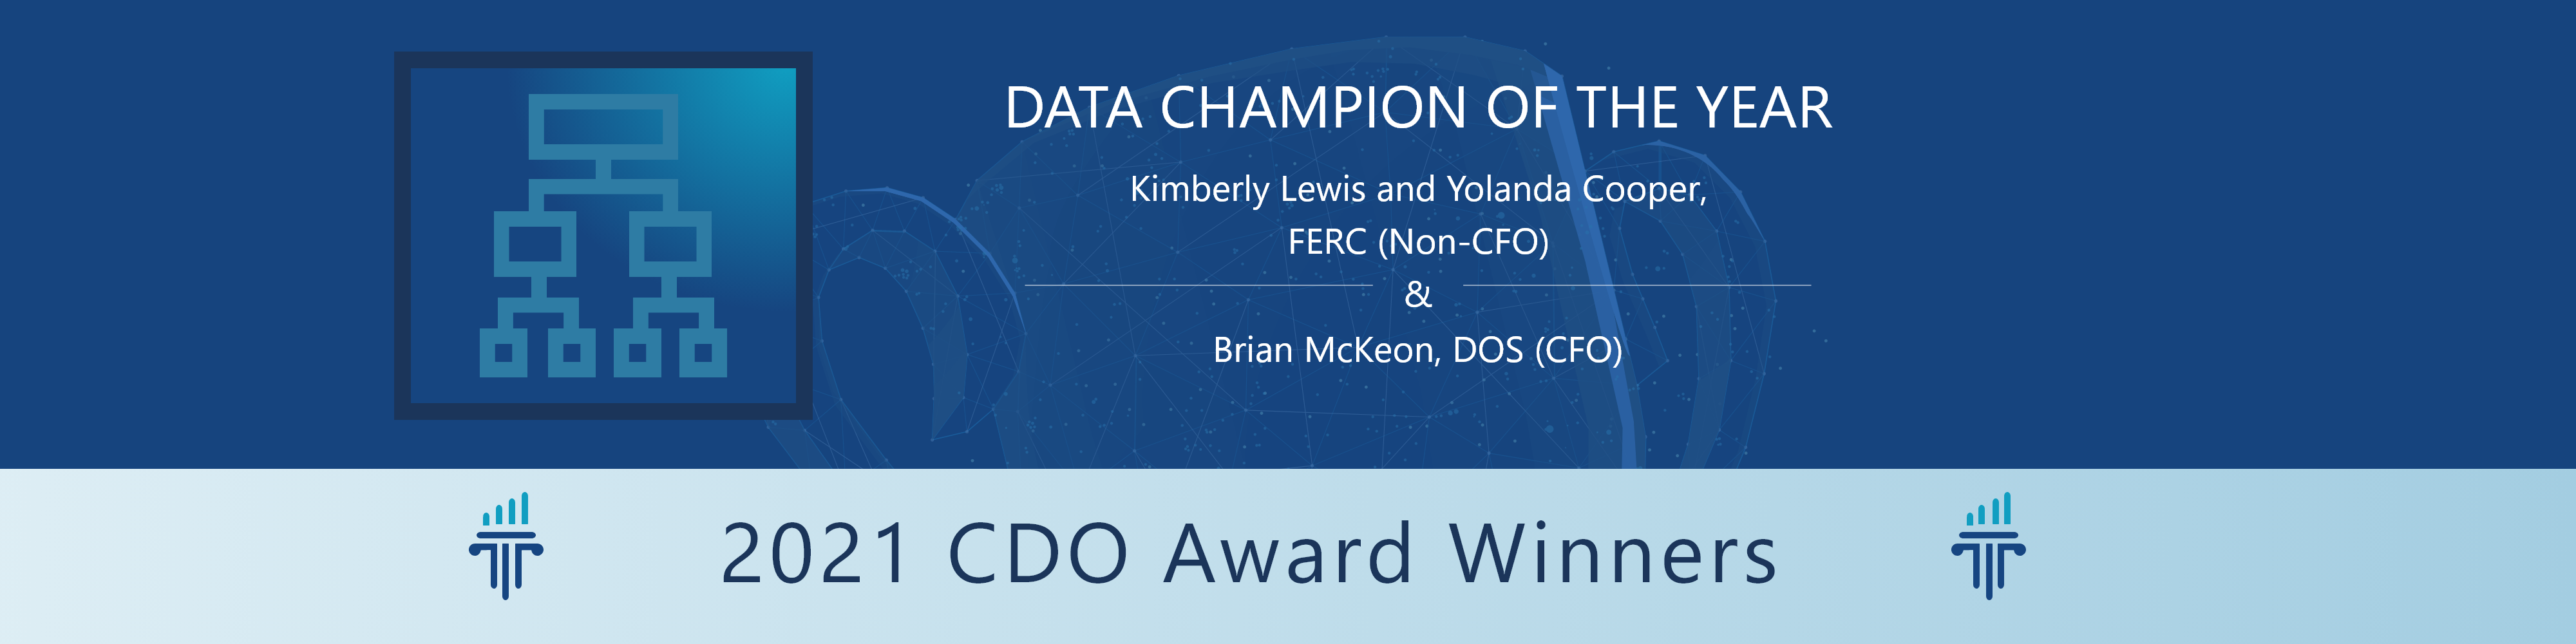 DATA CHAMPION OF THE YEAR
Kimberly Lewis and Yolanda Cooper,
FERC (Non-CFO)
&
Brian McKeon, DOS (CFO)
2021 CDO Award Winners